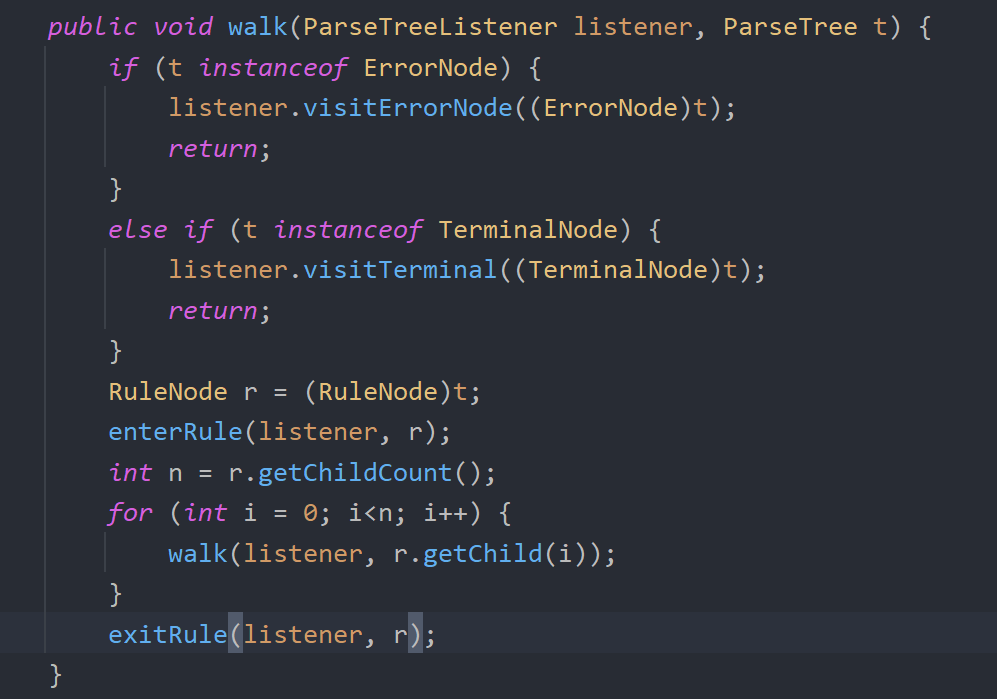 public void walk(ParseTreeListener listener, ParseTree t) {
    if (t instanceof ErrorNode) {
        listener.visitErrorNode((ErrorNode)t);
        return;
    }
    else if (t instanceof TerminalNode) {
        listener.visitTerminal((TerminalNode)t);
        return;
    }
    RuleNode r = (RuleNode)t;
    enterRule(listener, r);
    int n = r.getChildCount();
    for (int i = 0; i<n; i++) {
        walk(listener, r.getChild(i));
    }
    exitRule(listener, r);
}